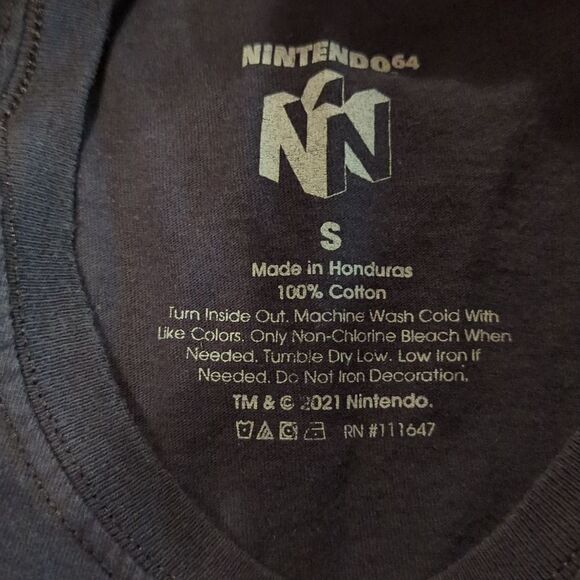 NINTENDO64
S
Made in Honduras
100% Cotton
Turn Inside Out. Machine Wash Cold With
Like Colors. Only Non-Chlorine Bleach When
Needed. Tumble Dry Low. Low Iron If
Needed. Do Not Iron Decoration.
TM & © 2021 Nintendo.
RN #111647